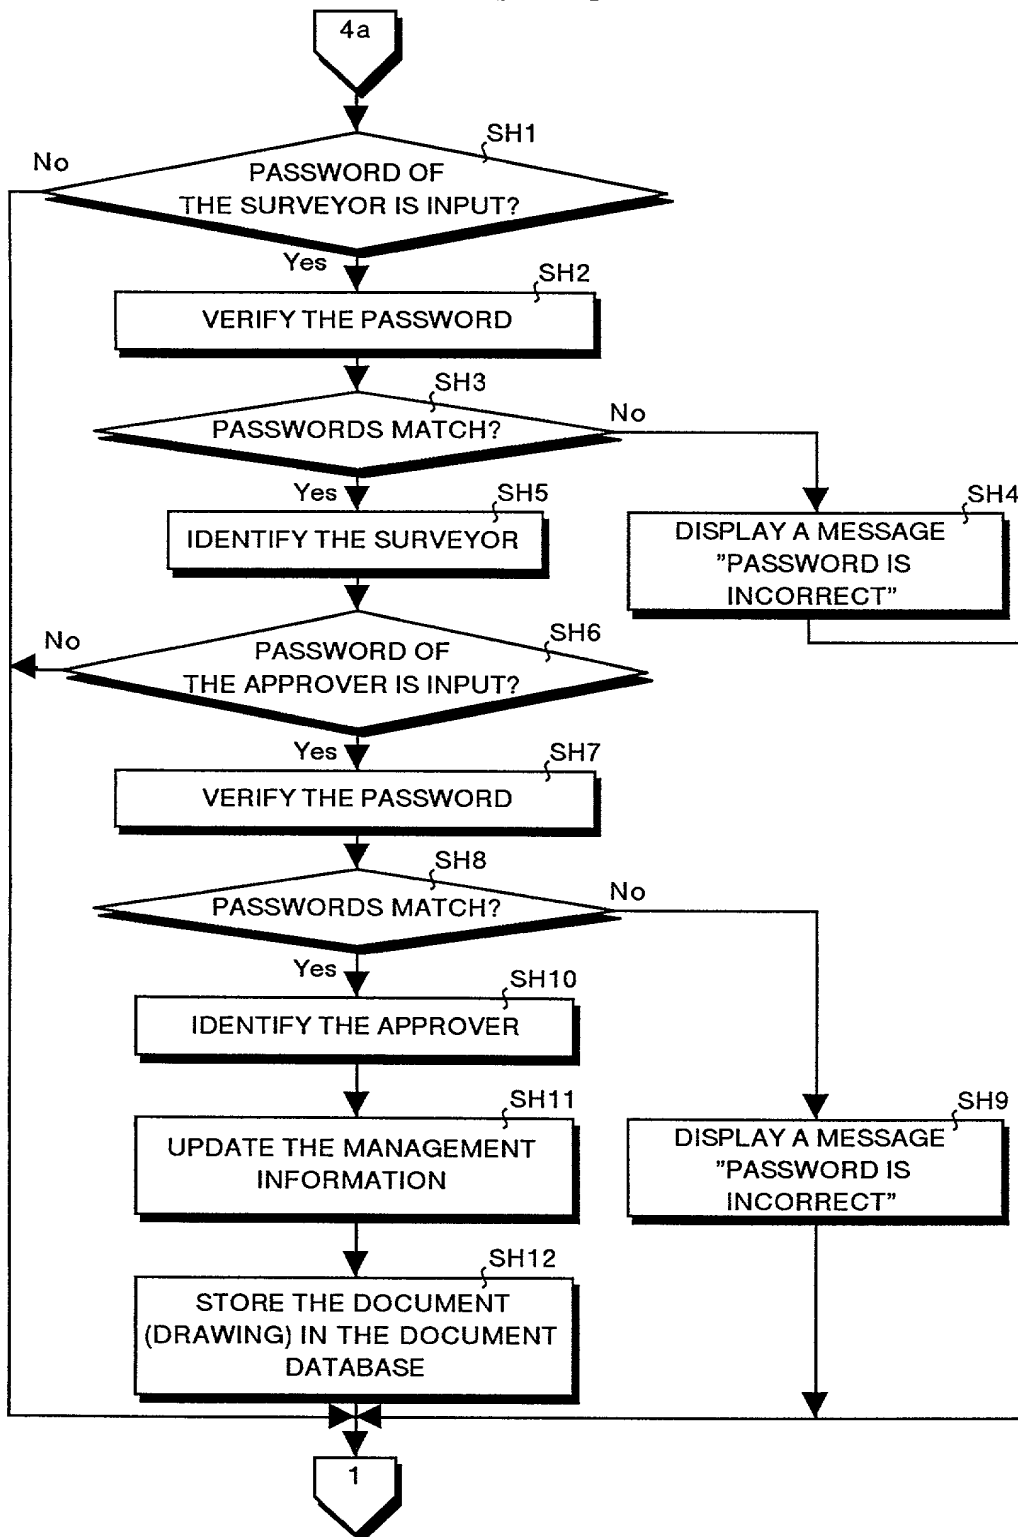 4a
SH1
No
PASSWORD OF
THE SURVEYOR IS INPUT?
Yes
SH2
VERIFY THE PASSWORD
SH3
PASSWORDS MATCH?
No
Yes
SH5
IDENTIFY THE SURVEYOR
SH4
DISPLAY A MESSAGE
”PASSWORD IS
INCORRECT”
SH6
No
PASSWORD OF
THE APPROVER IS INPUT?
Yes
SH7
VERIFY THE PASSWORD
SH8
PASSWORDS MATCH?
No
Yes
SH10
IDENTIFY THE APPROVER
SH11
UPDATE THE MANAGEMENT
INFORMATION
SH9
DISPLAY A MESSAGE
”PASSWORD IS
INCORRECT”
SH12
STORE THE DOCUMENT
(DRAWING) IN THE DOCUMENT
DATABASE
1